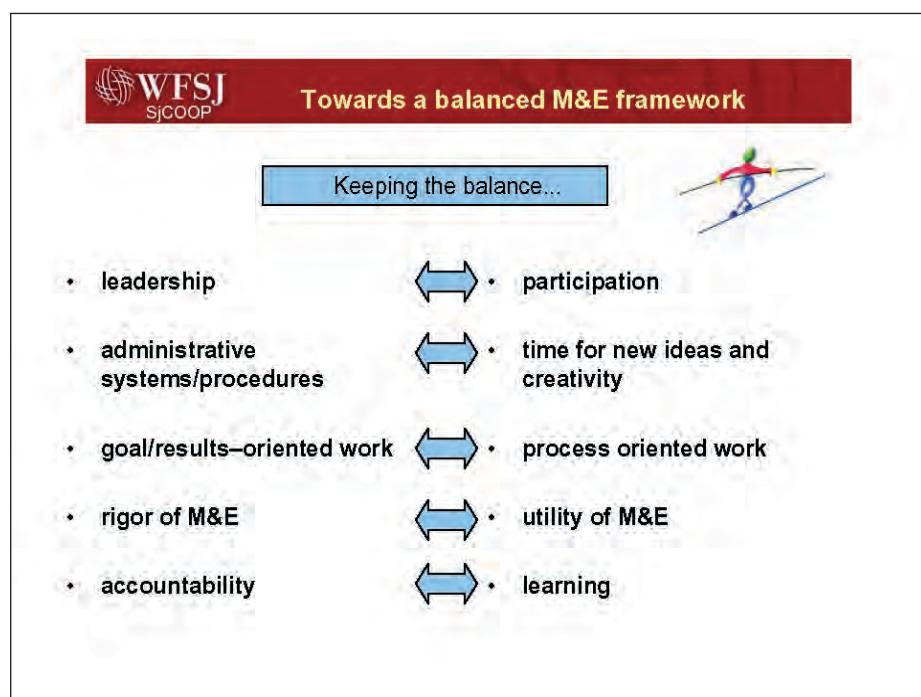 WFSJ
SjCOOP
Towards a balanced M&E framework
Keeping the balance...
• leadership
• participation
• administrative systems/procedures
• time for new ideas and creativity
• goal/results–oriented work
• process oriented work
• rigor of M&E
• utility of M&E
• accountability
• learning